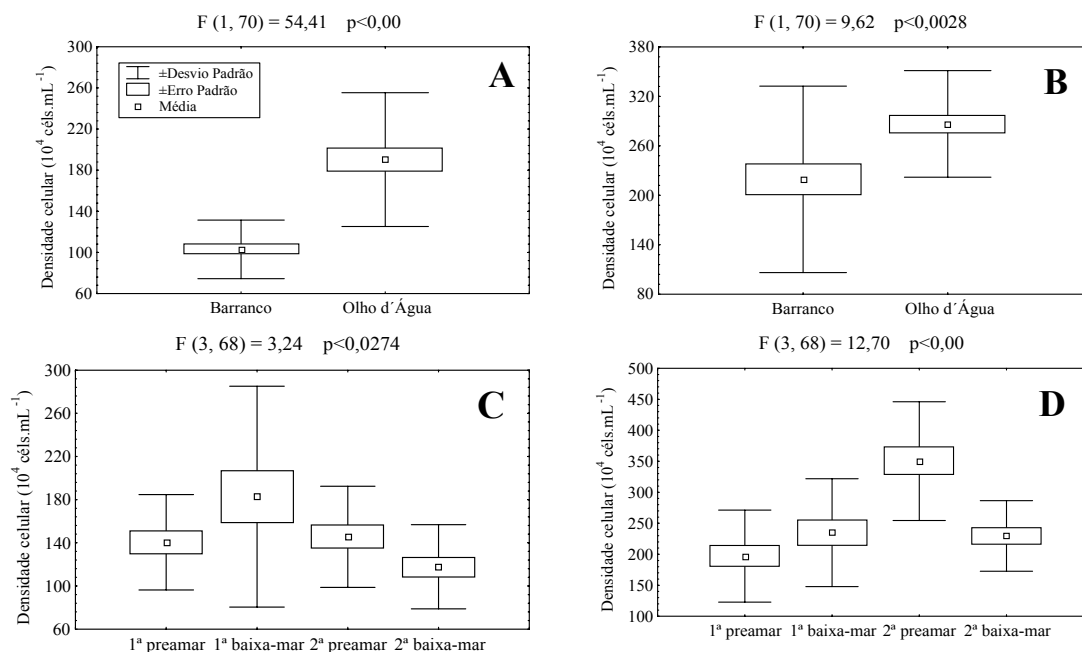 F (1, 70) = 54,41 p<0,00
F (1, 70) = 9,62 p<0,0028
Densidade celular (10⁴ céls.mL⁻¹)
300
260
220
180
140
100
60
±Desvio Padrão
±Erro Padrão
Média
A
Barranco Olho d´Água
Densidade celular (10⁴ céls.mL⁻¹)
380
320
260
200
140
80
B
Barranco Olho d´Água
F (3, 68) = 3,24 p<0,0274
F (3, 68) = 12,70 p<0,00
Densidade celular (10⁴ céls.mL⁻¹)
300
260
220
180
140
100
60
C
1ª preamar 1ª baixa-mar 2ª preamar 2ª baixa-mar
Densidade celular (10⁴ céls.mL⁻¹)
500
450
400
350
300
250
200
150
100
D
1ª preamar 1ª baixa-mar 2ª preamar 2ª baixa-mar